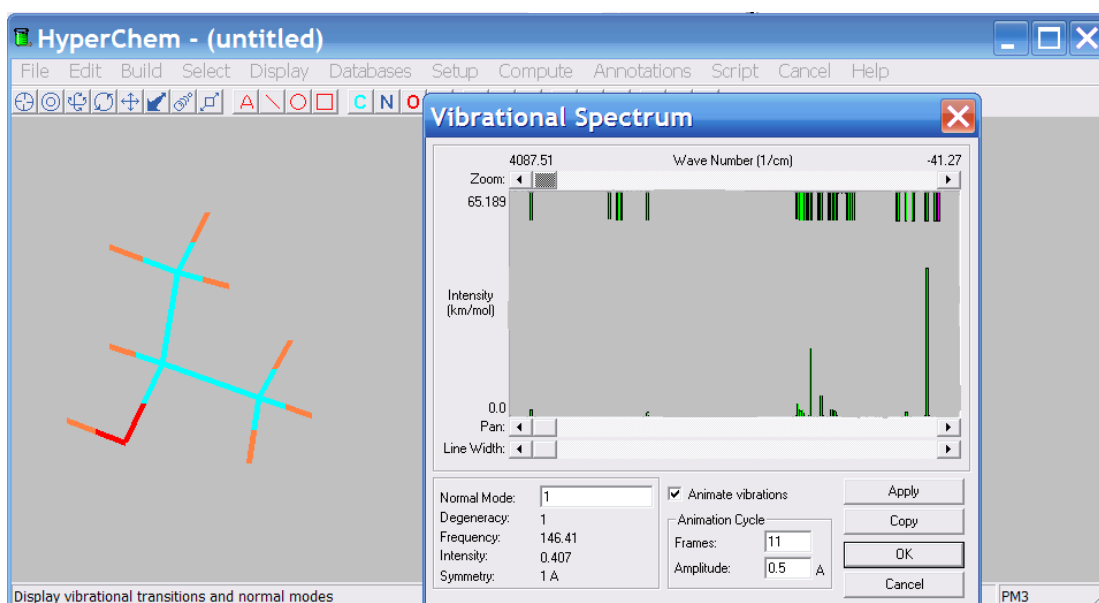 HyperChem - (untitled)
File Edit Build Select Display Databases Setup Compute Annotations Script Cancel Help
A C N O
Vibrational Spectrum
4087.51 Wave Number (1/cm) -41.27
Zoom:
65.189
Intensity
(km/mol)
0.0
Pan:
Line Width:
Normal Mode: 1
Degeneracy: 1
Frequency: 146.41
Intensity: 0.407
Symmetry: 1 A
Animate vibrations
Animation Cycle
Frames: 11
Amplitude: 0.5 A
Apply
Copy
OK
Cancel
Display vibrational transitions and normal modes
PM3